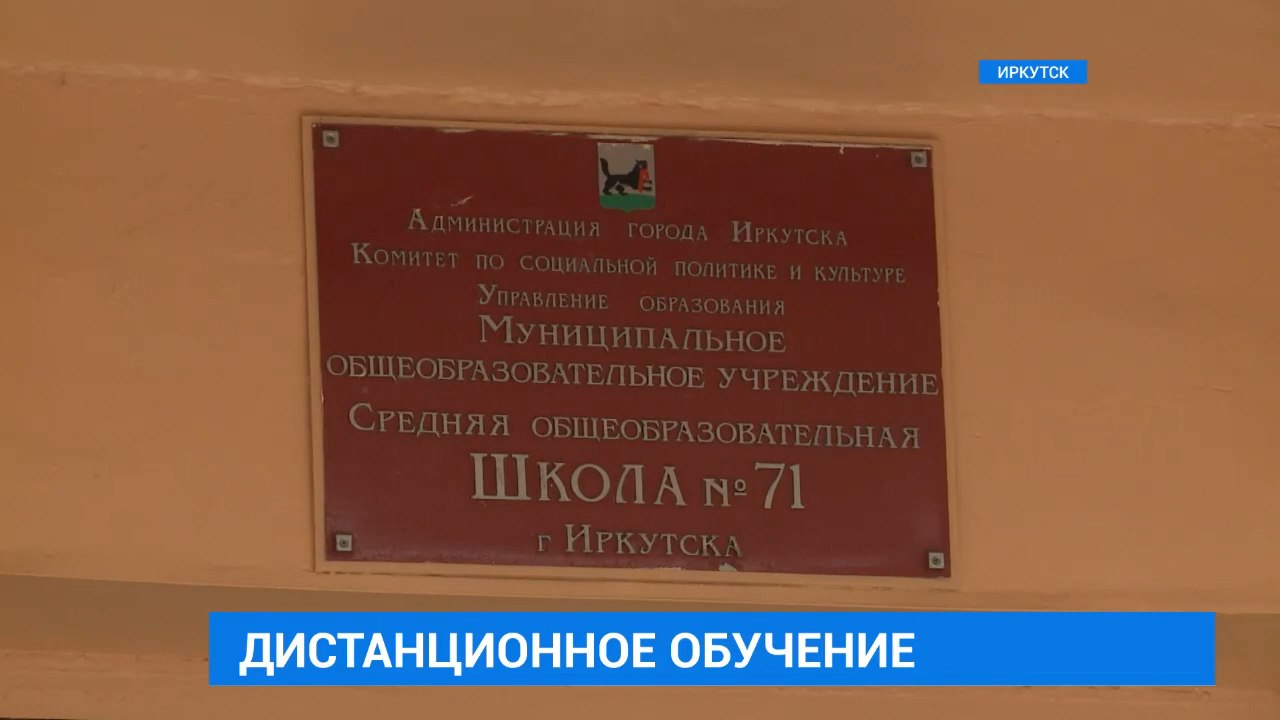 ИРКУТСК
Администрация города Иркутска
Комитет по социальной политике и культуре
Управление образования
Муниципальное
общеобразовательное учреждение
Средняя общеобразовательная
Школа № 71
г Иркутска
ДИСТАНЦИОННОЕ ОБУЧЕНИЕ